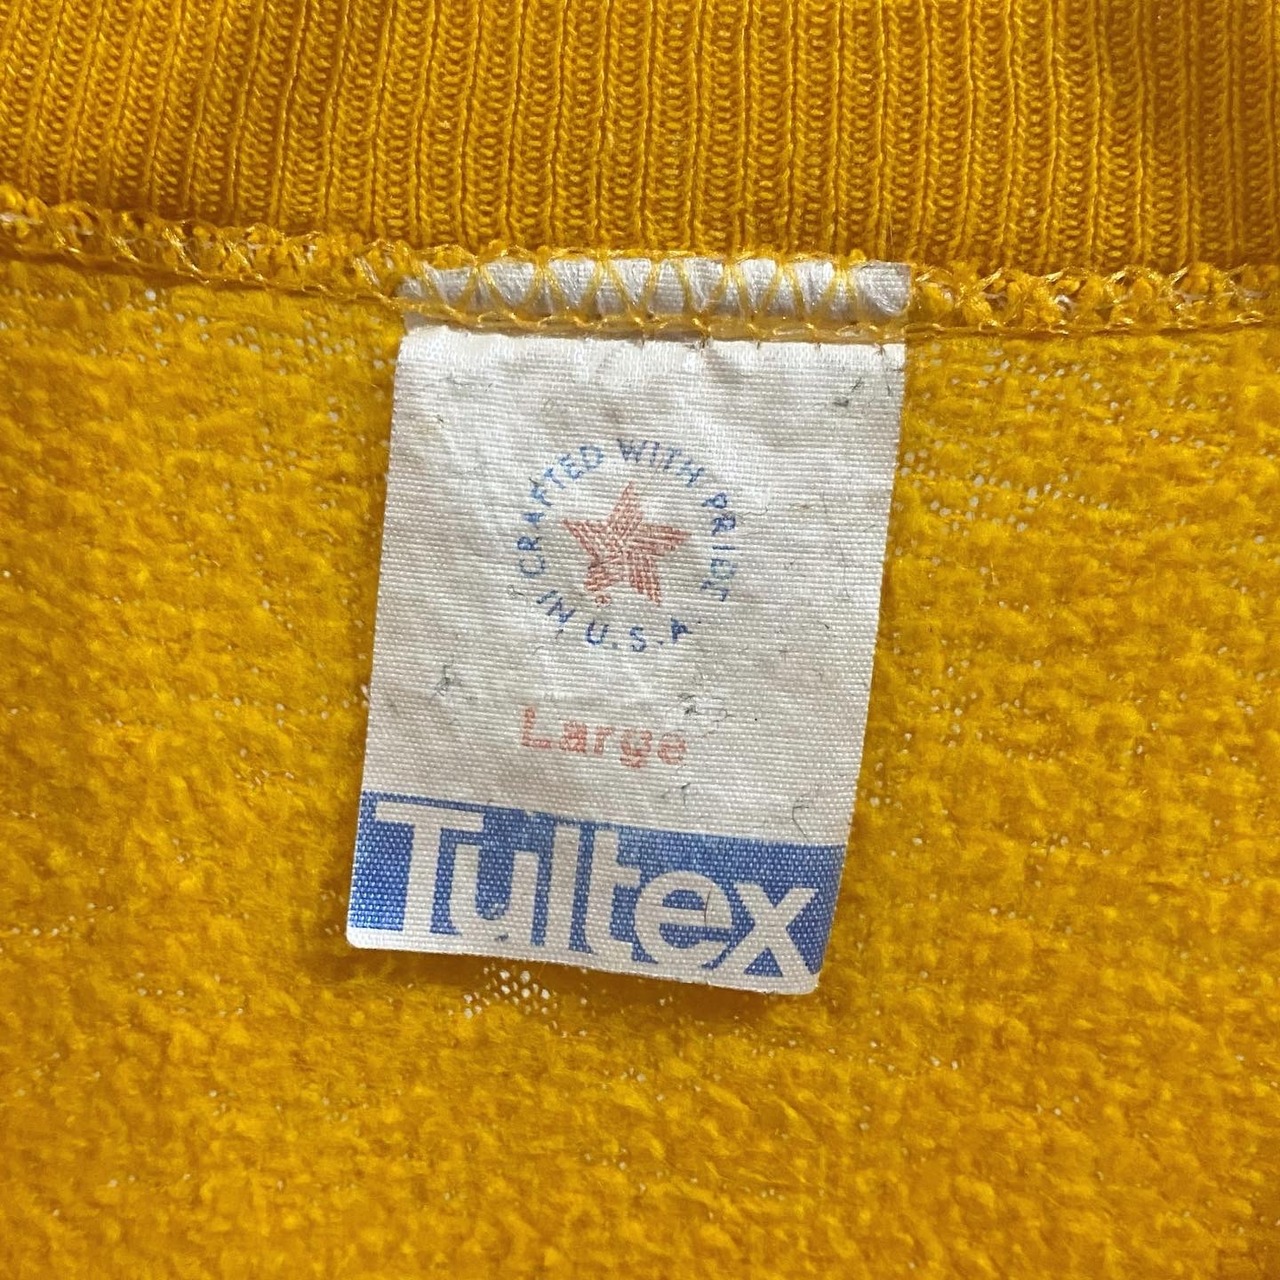 CRAFTED WITH PRIDE
IN U.S.A
Large
Tultex